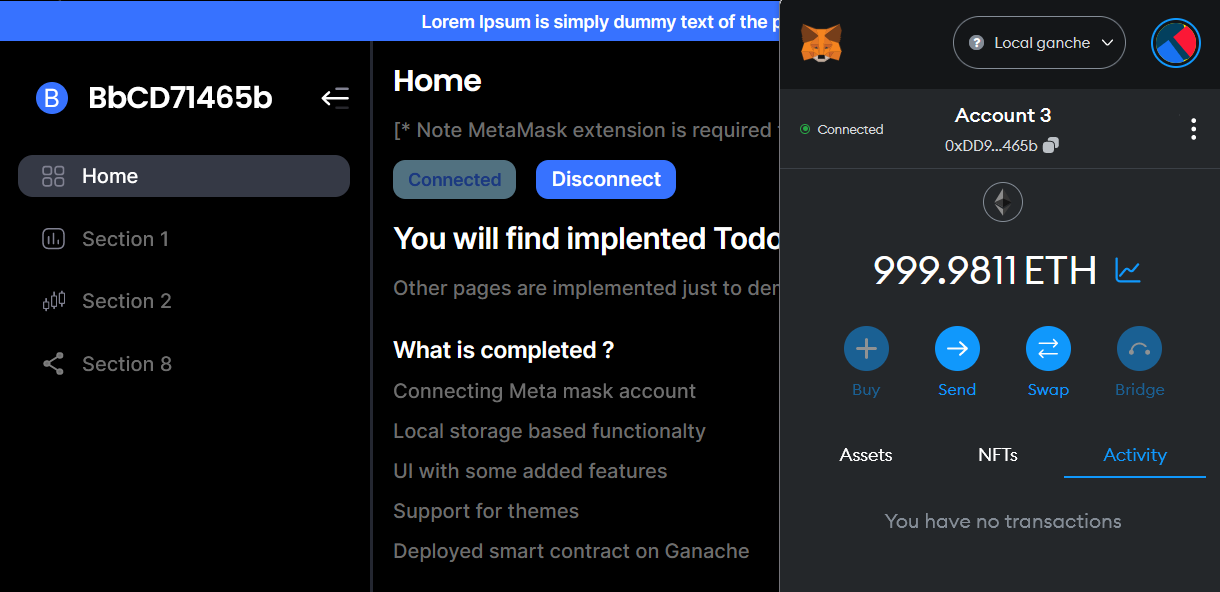 Lorem Ipsum is simply dummy text of the
B BbCD71465b
Home
Section 1
Section 2
Section 8
Home
[* Note MetaMask extension is required
Connected
Disconnect
You will find implented
Other pages are implemented just to
What is completed ?
Connecting Meta mask account
Local storage based functionalty
UI with some added features
Support for themes
Deployed smart contract on Ganache
? Local ganche
Connected
Account 3
0xDD9...465b
999.9811 ETH
Buy
Send
Swap
Bridge
Assets
NFTs
Activity
You have no transactions